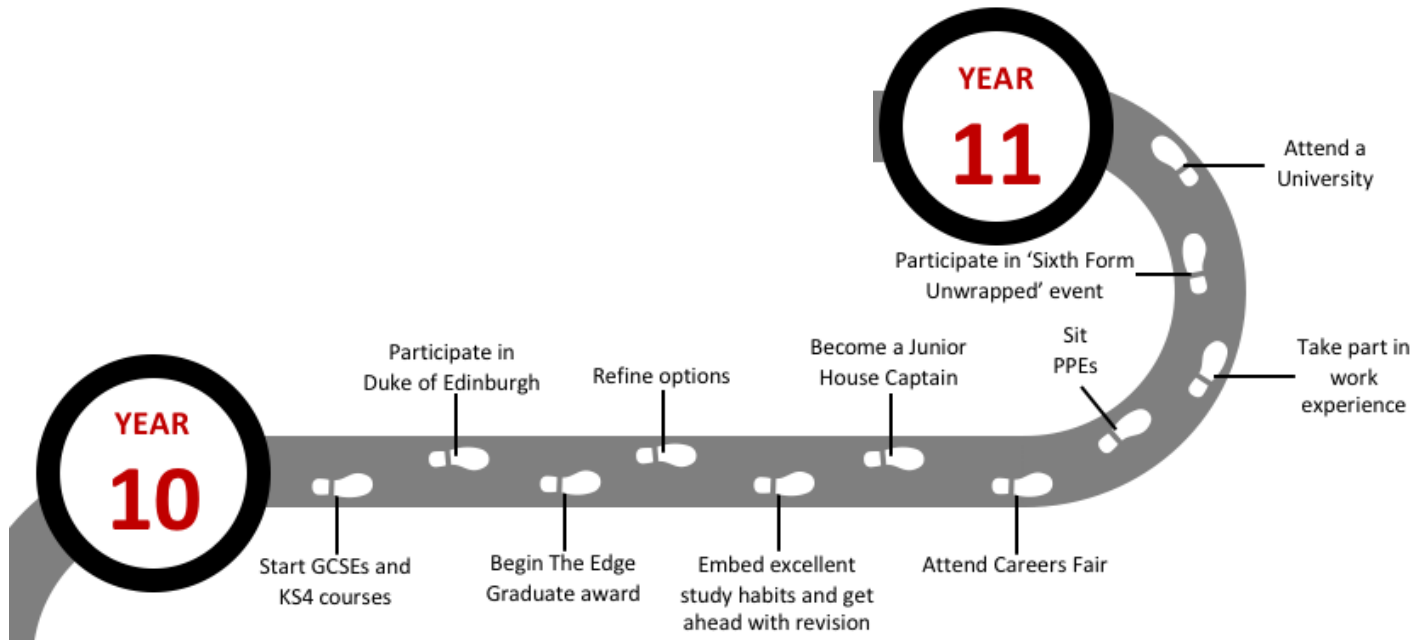 YEAR
10
Start GCSEs and
KS4 courses
Participate in
Duke of Edinburgh
Begin The Edge
Graduate award
Refine options
Embed excellent
study habits and get
ahead with revision
Become a Junior
House Captain
Attend Careers Fair
Sit
PPEs
Take part in
work
experience
Participate in ‘Sixth Form
Unwrapped’ event
Attend a
University
YEAR
11